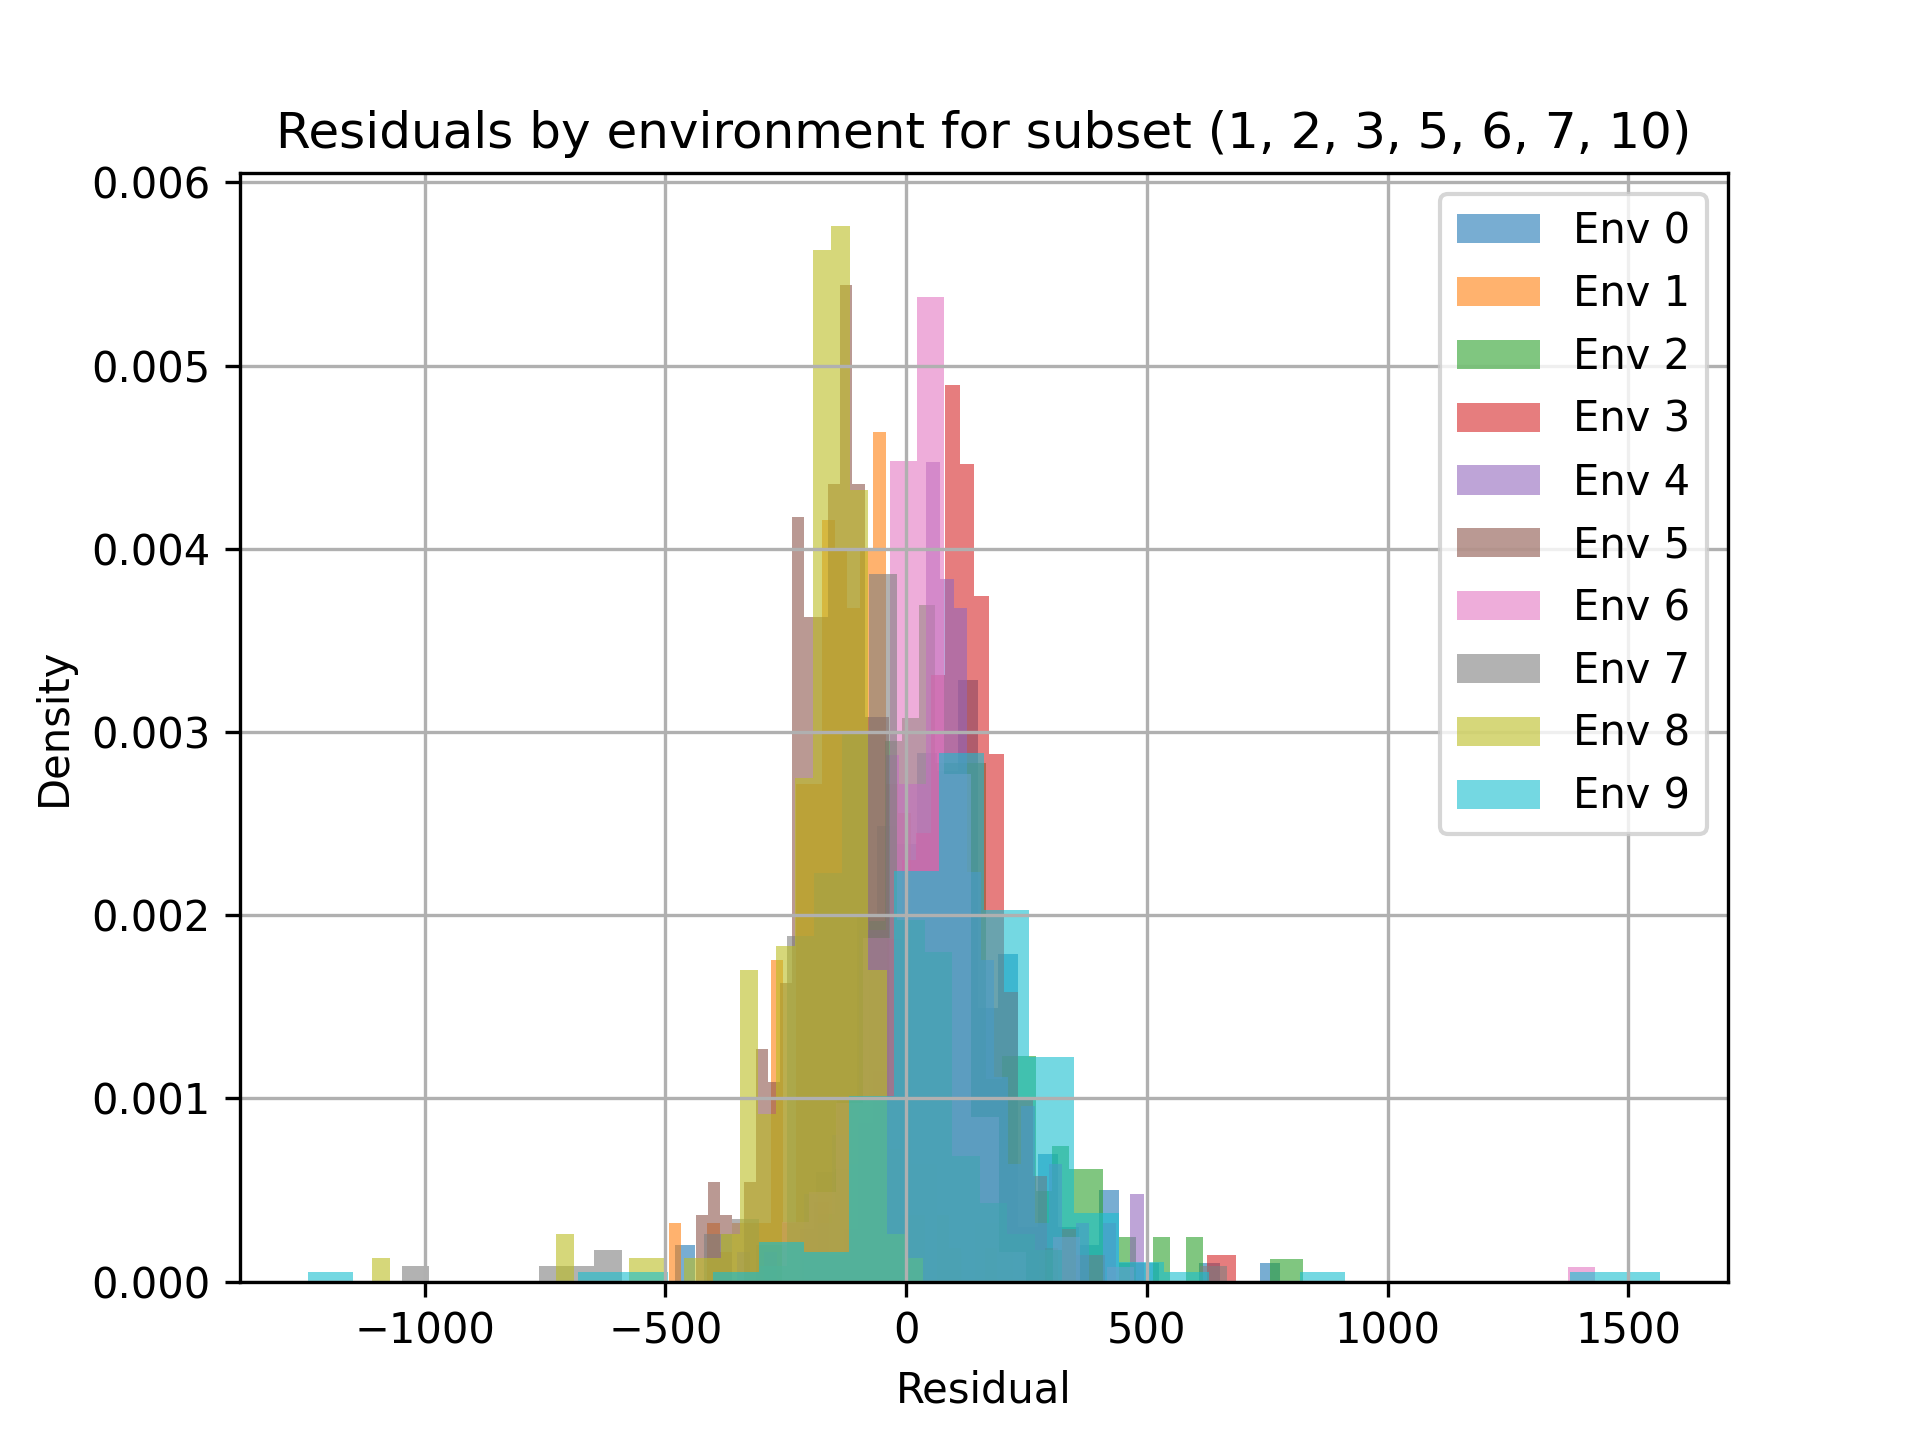 Residuals by environment for subset (1, 2, 3, 5, 6, 7, 10)
0.006
0.005
0.004
0.003
0.002
0.001
0.000
Density
Env 0
Env 1
Env 2
Env 3
Env 4
Env 5
Env 6
Env 7
Env 8
Env 9
−1000 −500 0 500 1000 1500
Residual